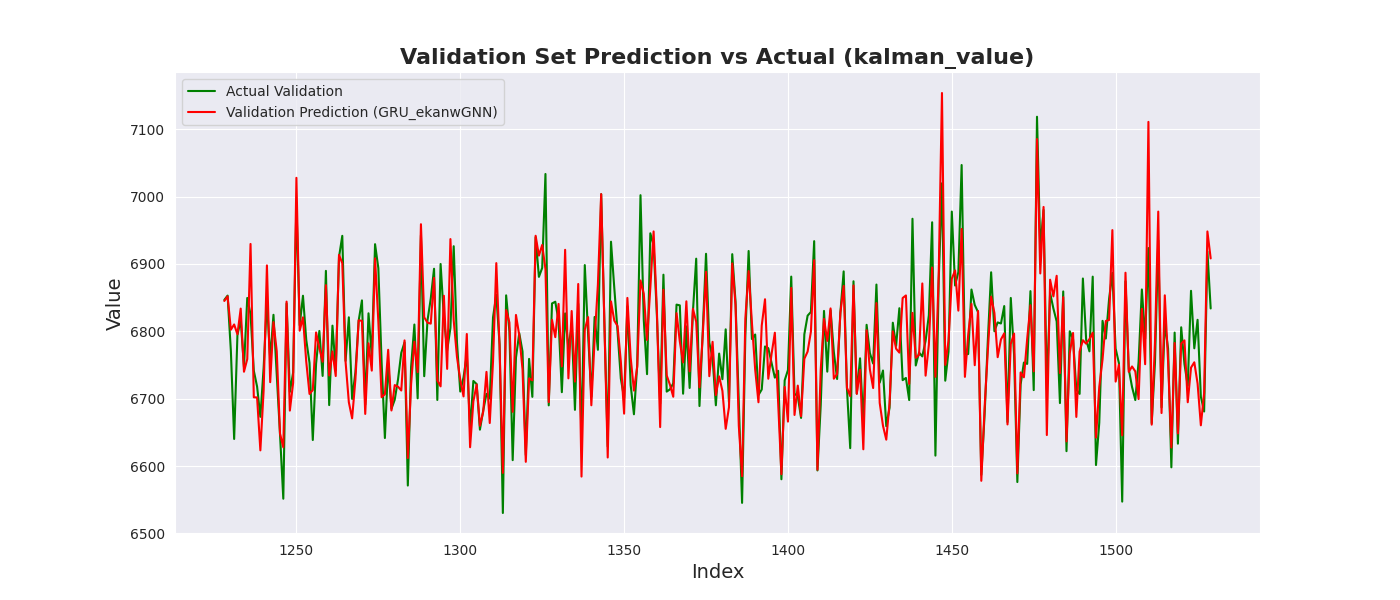 Validation Set Prediction vs Actual (kalman_value)
Actual Validation
Validation Prediction (GRU_ekanwGNN)
Value
7100
7000
6900
6800
6700
6600
6500
1250
1300
1350
1400
1450
1500
Index